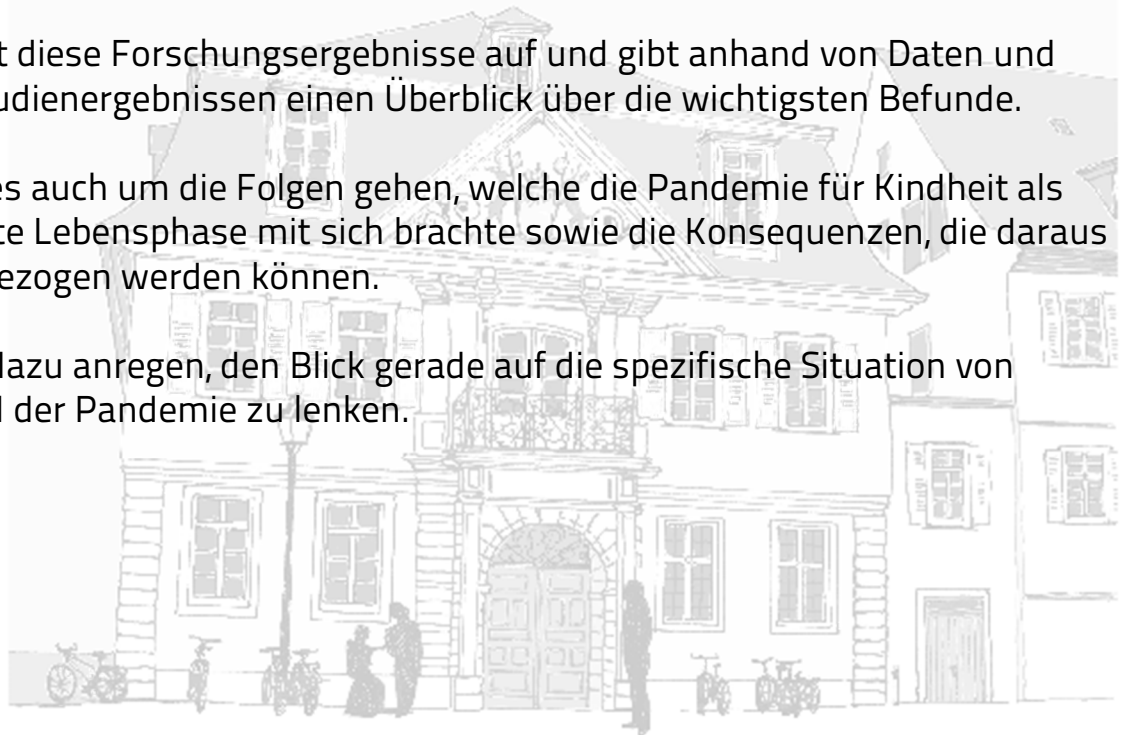 t diese Forschungsergebnisse auf und gibt anhand von Daten und
udienergebnissen einen Überblick über die wichtigsten Befunde.
es auch um die Folgen gehen, welche die Pandemie für Kindheit als
te Lebensphase mit sich brachte sowie die Konsequenzen, die daraus
ezogen werden können.
dazu anregen, den Blick gerade auf die spezifische Situation von
der Pandemie zu lenken.